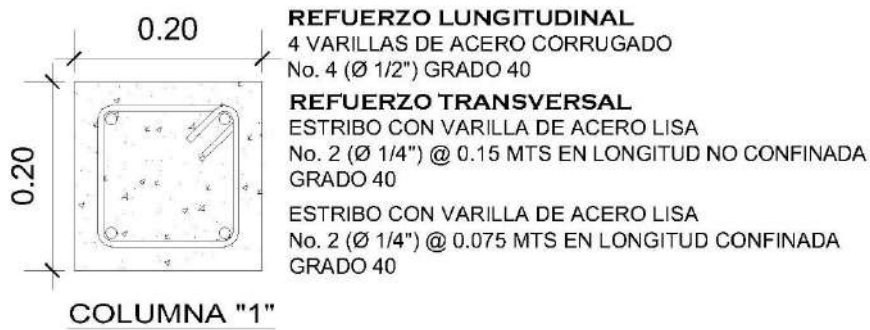 0.20
0.20
REFUERZO LUNGITUDINAL
4 VARILLAS DE ACERO CORRUGADO
No. 4 (Ø 1/2") GRADO 40
REFUERZO TRANSVERSAL
ESTRIBO CON VARILLA DE ACERO LISA
No. 2 (Ø 1/4") @ 0.15 MTS EN LONGITUD NO CONFINADA
GRADO 40
ESTRIBO CON VARILLA DE ACERO LISA
No. 2 (Ø 1/4") @ 0.075 MTS EN LONGITUD CONFINADA
GRADO 40
COLUMNA "1"